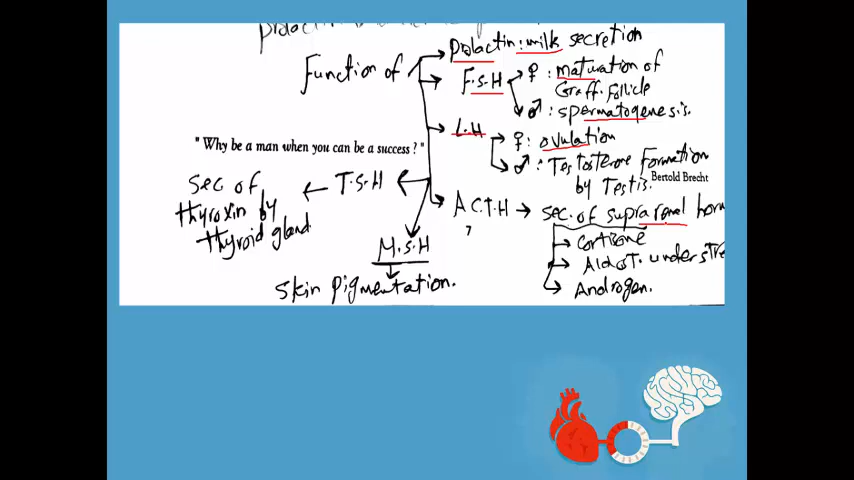 Function of
Prolactin : milk secretion
F.S.H
♀ : maturation of
Graff. follicle
♂ : spermatogenesis.
L.H
♀ : ovulation
♂ : Testosterone Formation
by Testis.
"Why be a man when you can be a success?"
Bertold Brecht
T.S.H
sec of
thyroxin by
thyroid gland
A C.T.H → sec. of suprarenal horm
Cortisone
Aldost. under stre
Androgen.
M.S.H
Skin pigmentation.